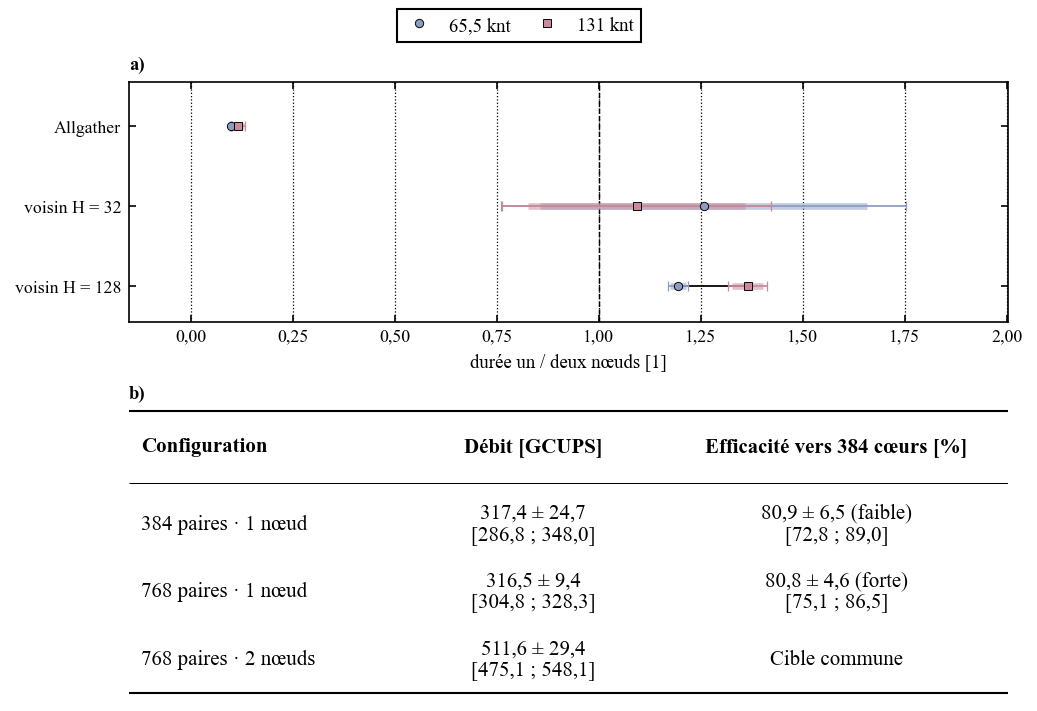 65,5 knt 131 knt
a)
Allgather
voisin H = 32
voisin H = 128
0,00 0,25 0,50 0,75 1,00 1,25 1,50 1,75 2,00
durée un / deux nœuds [1]
b)
Configuration Débit [GCUPS] Efficacité vers 384 cœurs [%]
384 paires · 1 nœud 317,4 ± 24,7 80,9 ± 6,5 (faible)
[286,8 ; 348,0] [72,8 ; 89,0]
768 paires · 1 nœud 316,5 ± 9,4 80,8 ± 4,6 (forte)
[304,8 ; 328,3] [75,1 ; 86,5]
768 paires · 2 nœuds 511,6 ± 29,4 Cible commune
[475,1 ; 548,1]